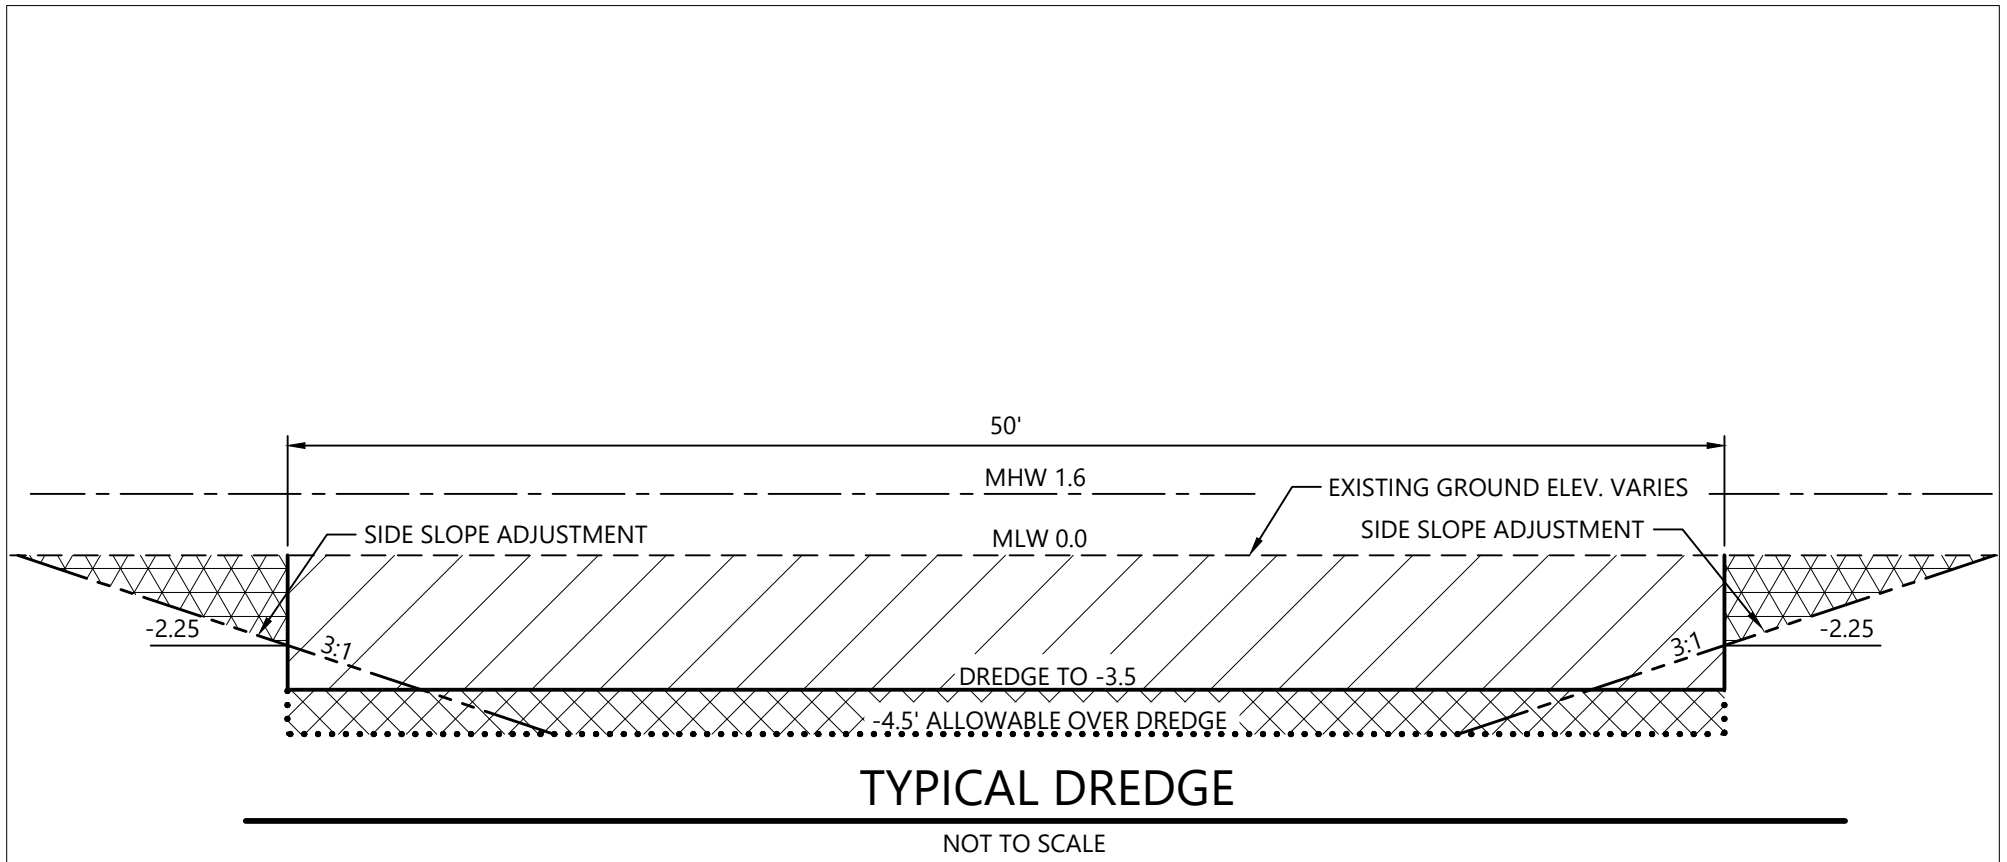 50'
MHW 1.6
EXISTING GROUND ELEV. VARIES
SIDE SLOPE ADJUSTMENT
MLW 0.0
SIDE SLOPE ADJUSTMENT
-2.25
3:1
3:1
-2.25
DREDGE TO -3.5
-4.5' ALLOWABLE OVER DREDGE
TYPICAL DREDGE
NOT TO SCALE